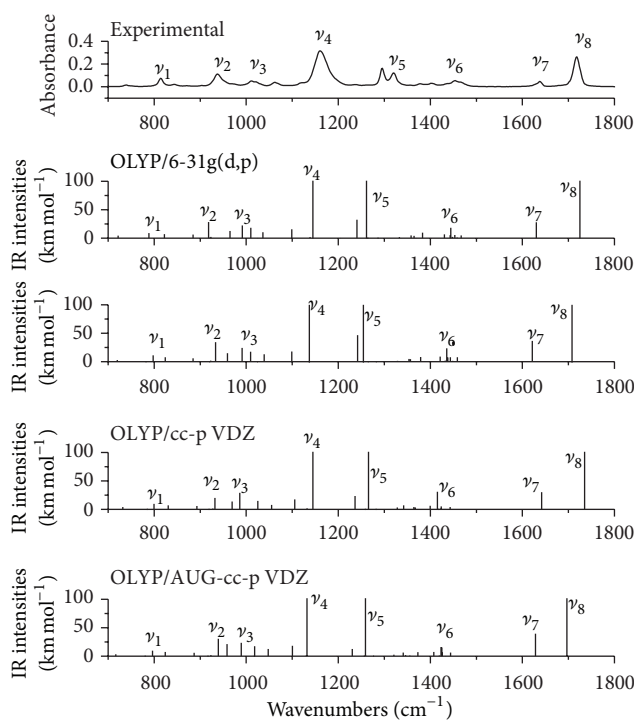 Experimental
Absorbance
0.4
0.2
0.0
ν1 ν2 ν3 ν4 ν5 ν6 ν7 ν8
800 1000 1200 1400 1600 1800
OLYP/6-31g(d,p)
IR intensities
(km mol−1)
100
50
0
ν1 ν2 ν3 ν4 ν5 ν6 ν7 ν8
800 1000 1200 1400 1600 1800
IR intensities
(km mol−1)
100
50
0
ν1 ν2 ν3 ν4 ν5 ν6 ν7 ν8
800 1000 1200 1400 1600 1800
OLYP/cc-p VDZ
IR intensities
(km mol−1)
100
50
0
ν1 ν2 ν3 ν4 ν5 ν6 ν7 ν8
800 1000 1200 1400 1600 1800
OLYP/AUG-cc-p VDZ
IR intensities
(km mol−1)
100
50
0
ν1 ν2 ν3 ν4 ν5 ν6 ν7 ν8
800 1000 1200 1400 1600 1800
Wavenumbers (cm−1)